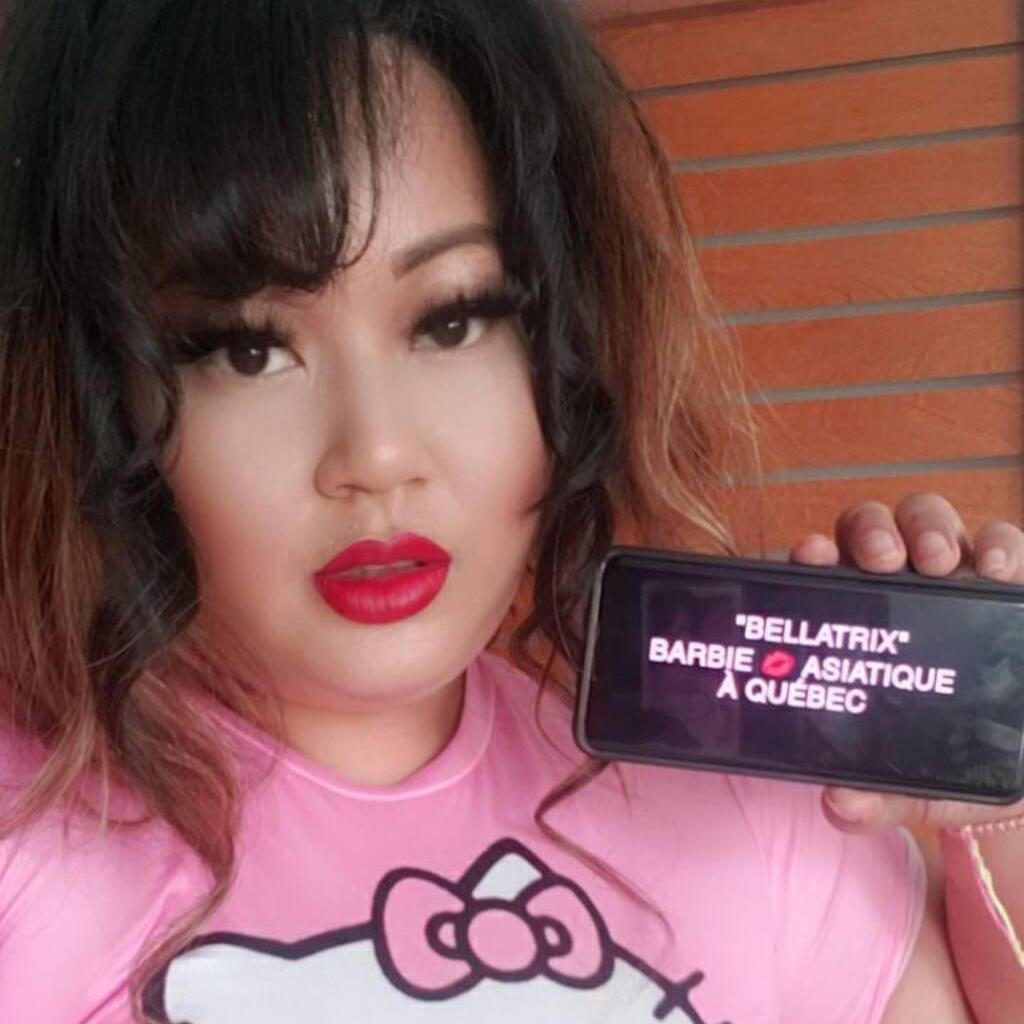 "BELLATRIX"
BARBIE 💋 ASIATIQUE
À QUÉBEC